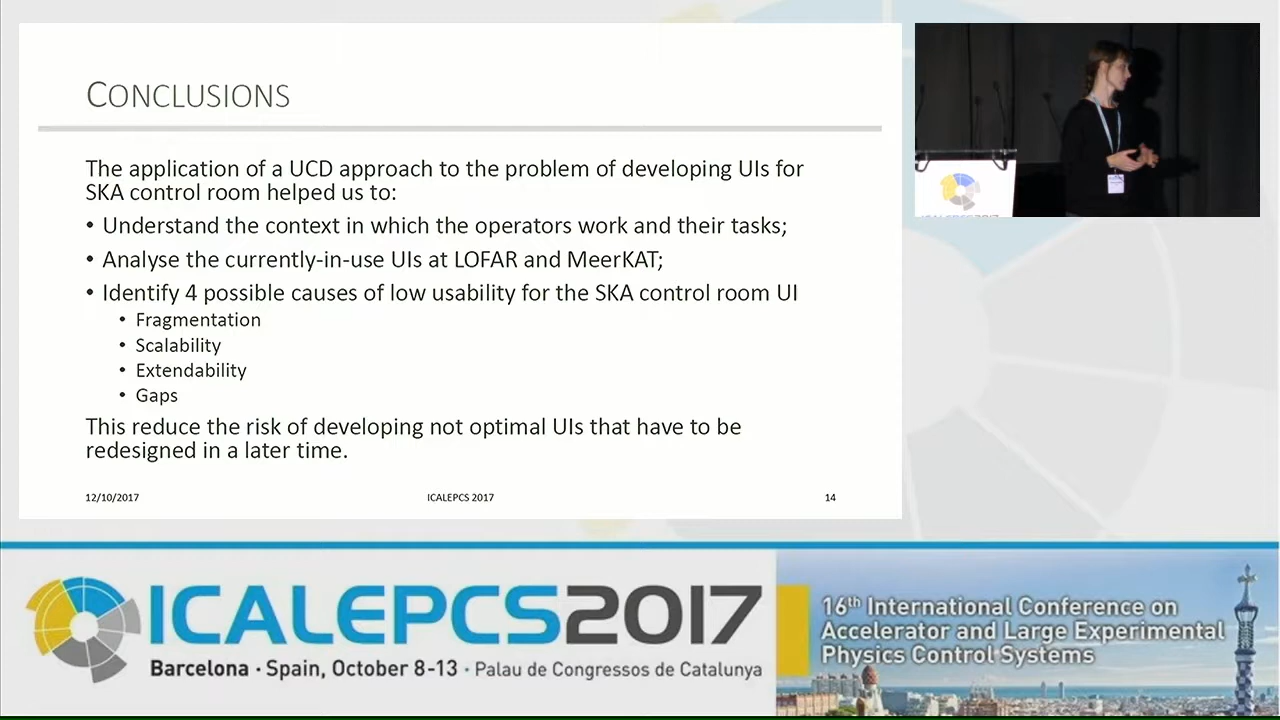 CONCLUSIONS
The application of a UCD approach to the problem of developing UIs for
SKA control room helped us to:
• Understand the context in which the operators work and their tasks;
• Analyse the currently-in-use UIs at LOFAR and MeerKAT;
• Identify 4 possible causes of low usability for the SKA control room UI
• Fragmentation
• Scalability
• Extendability
• Gaps
This reduce the risk of developing not optimal UIs that have to be
redesigned in a later time.
12/10/2017 ICALEPCS 2017 14
ICALEPCS2017
ICALEPCS2017
Barcelona · Spain, October 8-13 · Palau de Congressos de Catalunya
16th International Conference on
Accelerator and Large Experimental
Physics Control Systems